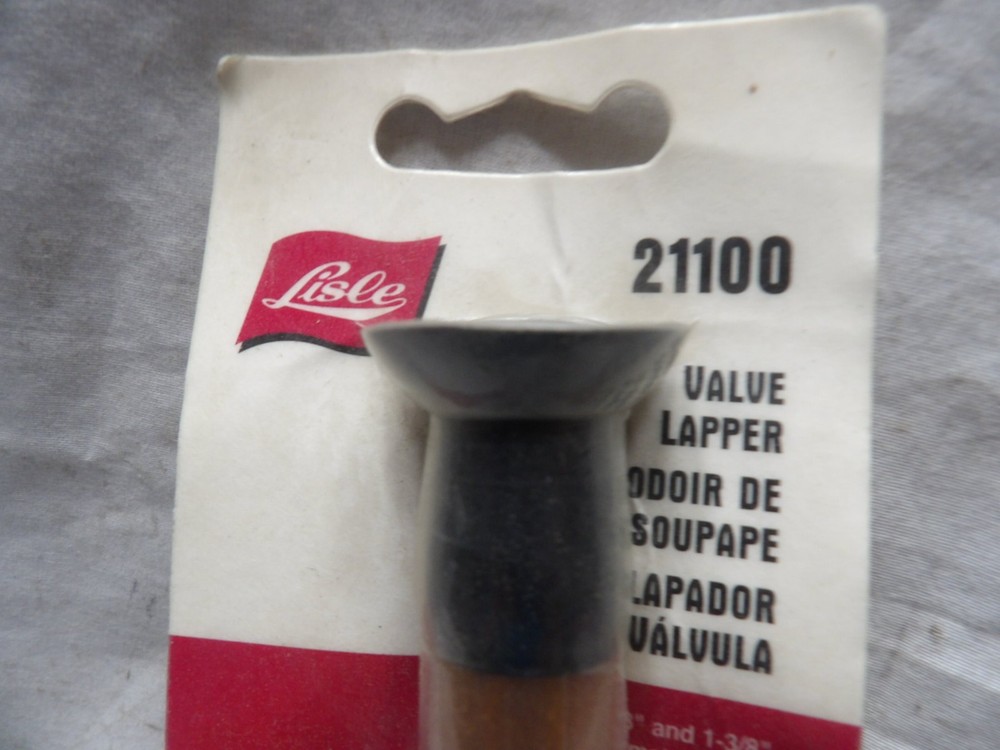 Lisle
21100
VALVE
LAPPER
ODOIR DE
SOUPAPE
LAPADOR
VÁLVULA
" and 1-3/8"